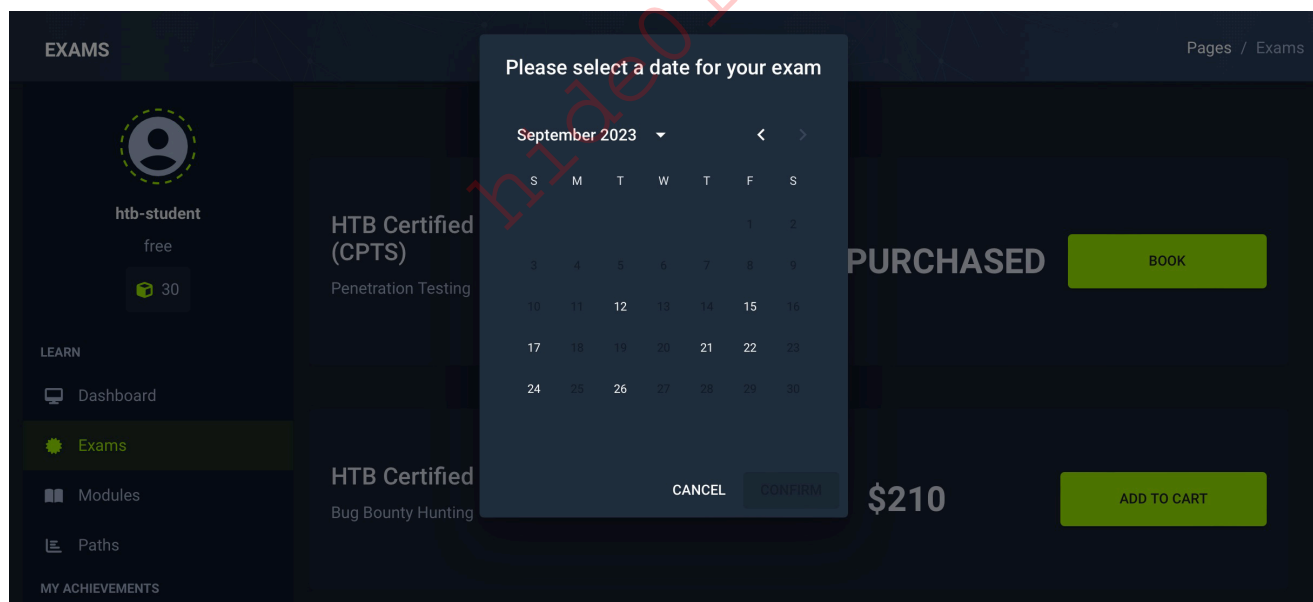 EXAMS
Pages / Exams
htb-student
free
30
LEARN
Dashboard
Exams
Modules
Paths
MY ACHIEVEMENTS
HTB Certified
(CPTS)
Penetration Testing
PURCHASED
BOOK
HTB Certified
Bug Bounty Hunting
$210
ADD TO CART
Please select a date for your exam
September 2023
S M T W T F S
1 2
3 4 5 6 7 8 9
10 11 12 13 14 15 16
17 18 19 20 21 22 23
24 25 26 27 28 29 30
CANCEL CONFIRM
hide01